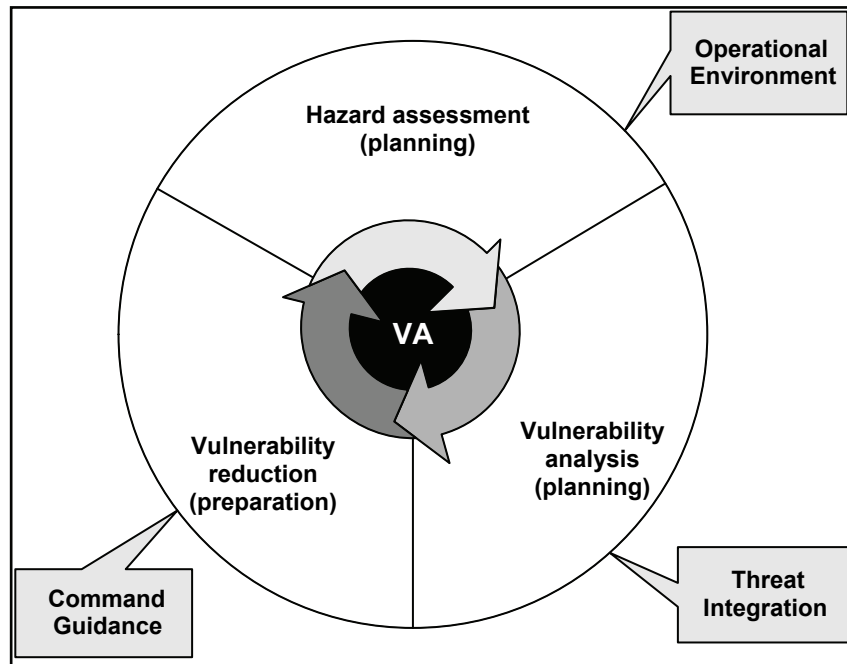 Operational
Environment
Hazard assessment
(planning)
VA
Vulnerability
reduction
(preparation)
Vulnerability
analysis
(planning)
Command
Guidance
Threat
Integration